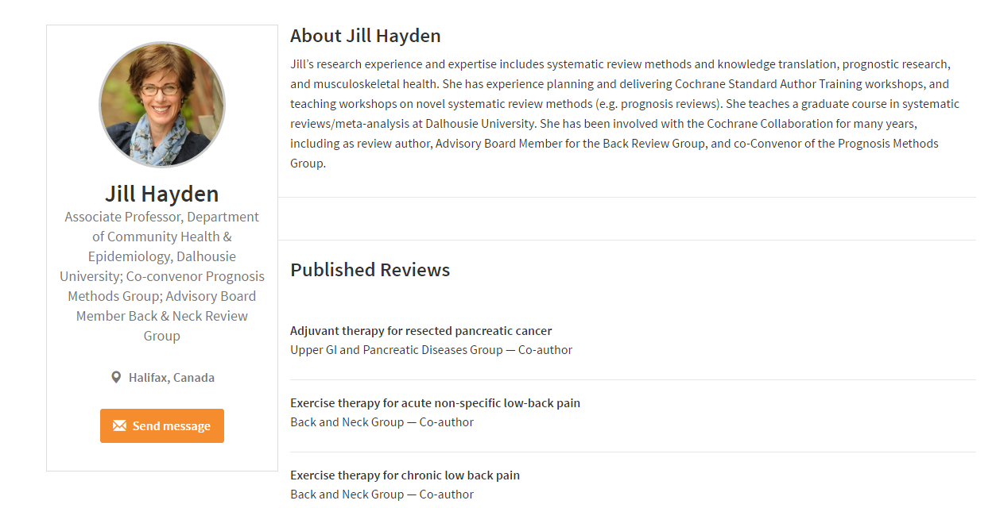 Jill Hayden
Associate Professor, Department
of Community Health &
Epidemiology, Dalhousie
University; Co-convenor Prognosis
Methods Group; Advisory Board
Member Back & Neck Review
Group
Halifax, Canada
Send message
About Jill Hayden
Jill’s research experience and expertise includes systematic review methods and knowledge translation, prognostic research,
and musculoskeletal health. She has experience planning and delivering Cochrane Standard Author Training workshops, and
teaching workshops on novel systematic review methods (e.g. prognosis reviews). She teaches a graduate course in systematic
reviews/meta-analysis at Dalhousie University. She has been involved with the Cochrane Collaboration for many years,
including as review author, Advisory Board Member for the Back Review Group, and co-Convenor of the Prognosis Methods
Group.
Published Reviews
Adjuvant therapy for resected pancreatic cancer
Upper GI and Pancreatic Diseases Group — Co-author
Exercise therapy for acute non-specific low-back pain
Back and Neck Group — Co-author
Exercise therapy for chronic low back pain
Back and Neck Group — Co-author